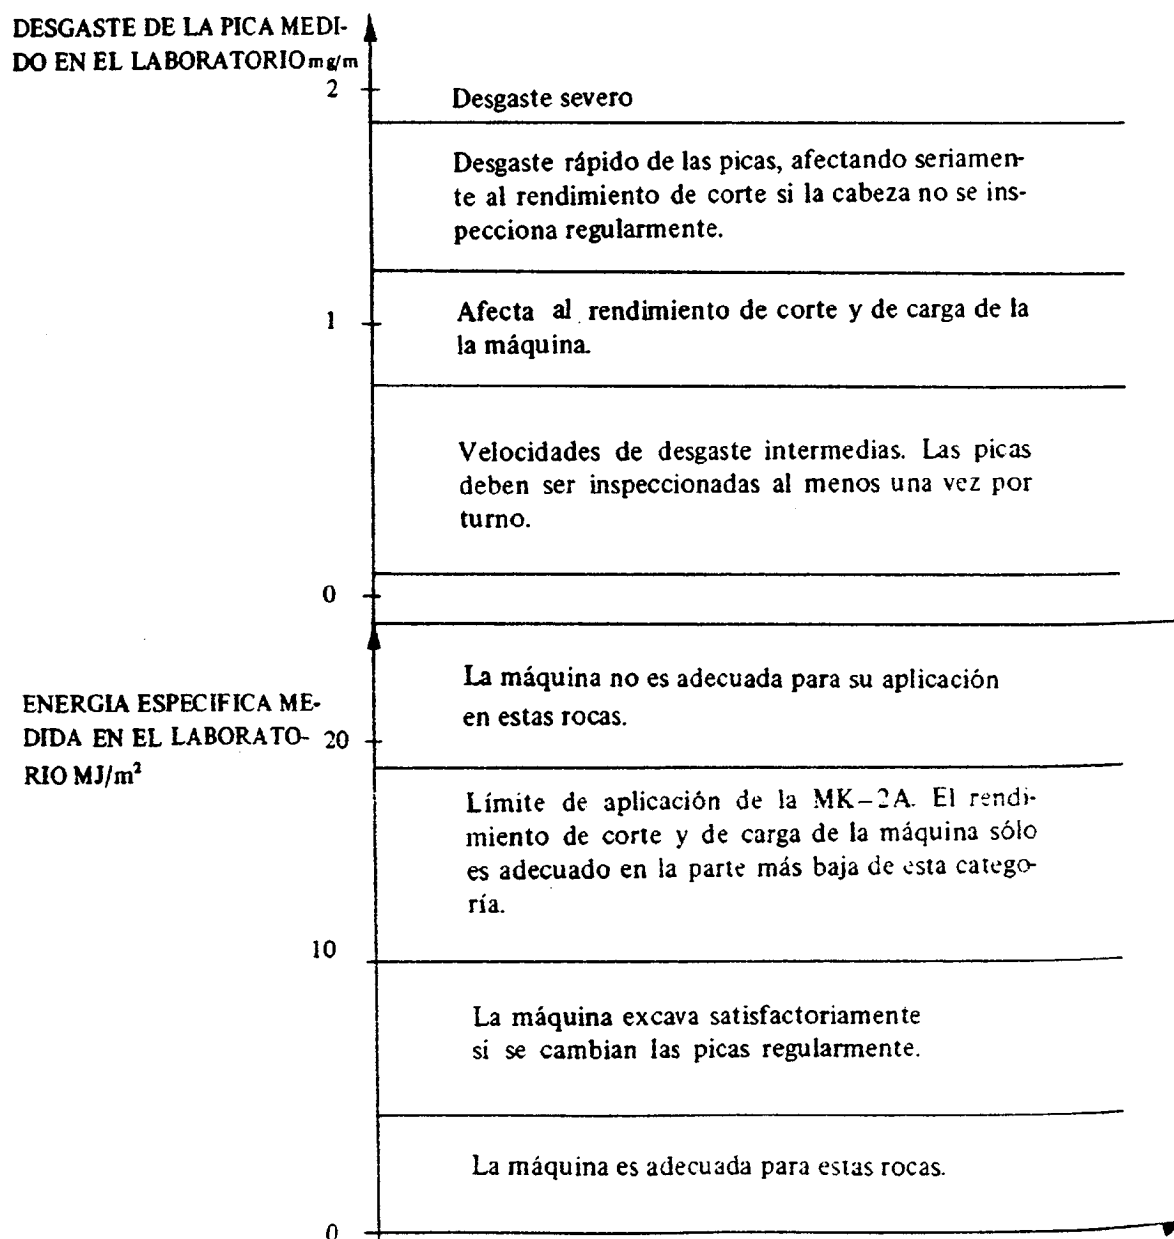 DESGASTE DE LA PICA MEDI-
DO EN EL LABORATORIO mg/m
2
Desgaste severo
Desgaste rápido de las picas, afectando seriamen-
te al rendimiento de corte si la cabeza no se ins-
pecciona regularmente.
1
Afecta al rendimiento de corte y de carga de la
la máquina.
Velocidades de desgaste intermedias. Las picas
deben ser inspeccionadas al menos una vez por
turno.
0
La máquina no es adecuada para su aplicación
en estas rocas.
ENERGIA ESPECIFICA ME-
DIDA EN EL LABORATO-
RIO MJ/m²
20
Límite de aplicación de la MK-2A. El rendi-
miento de corte y de carga de la máquina sólo
es adecuado en la parte más baja de esta catego-
ría.
10
La máquina excava satisfactoriamente
si se cambian las picas regularmente.
La máquina es adecuada para estas rocas.
0